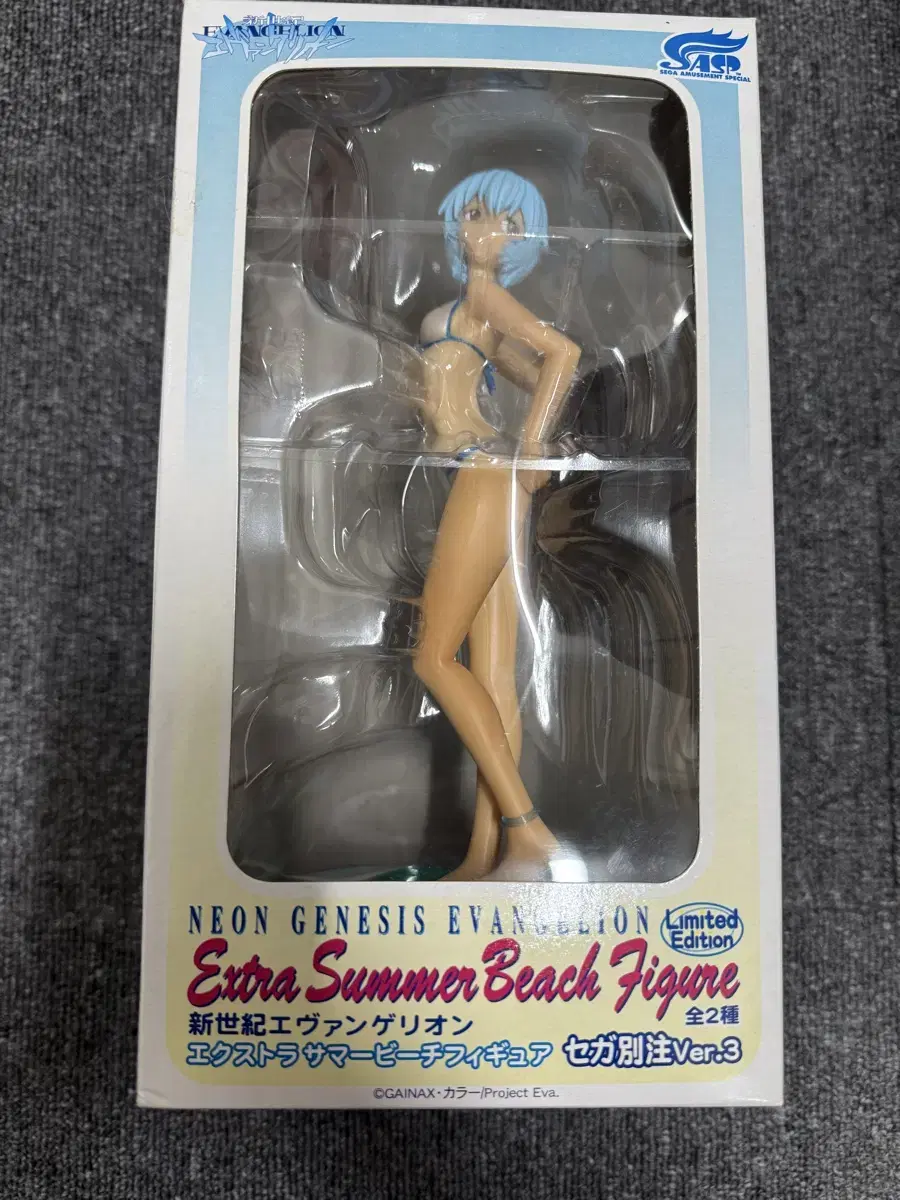 新世紀
EVANGELION
エヴァンゲリオン
SASP™
SEGA AMUSEMENT SPECIAL
NEON GENESIS EVANGELION
Limited Edition
Extra Summer Beach Figure
全2種
新世紀エヴァンゲリオン
エクストラ サマービーチフィギュア セガ別注Ver.3
©GAINAX・カラー/Project Eva.